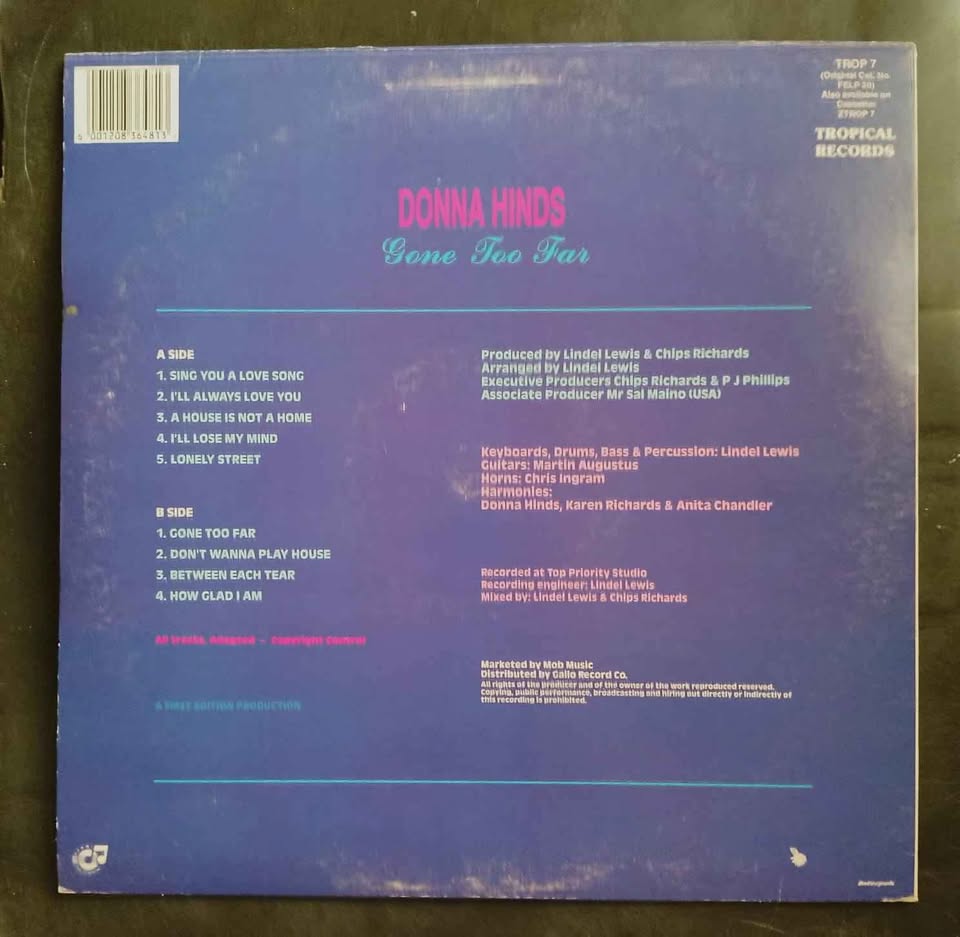 6 001208 364813
TROP 7
(Original Cat. No.
FELP 30)
Also available on
Cassette:
ZTROP 7
TROPICAL
RECORDS
DONNA HINDS
Gone Too Far
A SIDE
1. SING YOU A LOVE SONG
2. I'LL ALWAYS LOVE YOU
3. A HOUSE IS NOT A HOME
4. I'LL LOSE MY MIND
5. LONELY STREET
B SIDE
1. GONE TOO FAR
2. DON'T WANNA PLAY HOUSE
3. BETWEEN EACH TEAR
4. HOW GLAD I AM
All tracks, Adapted – Copyright Control
A FIRST EDITION PRODUCTION
Produced by Lindel Lewis & Chips Richards
Arranged by Lindel Lewis
Executive Producers Chips Richards & P J Phillips
Associate Producer Mr Sal Maino (USA)
Keyboards, Drums, Bass & Percussion: Lindel Lewis
Guitars: Martin Augustus
Horns: Chris Ingram
Harmonies:
Donna Hinds, Karen Richards & Anita Chandler
Recorded at Top Priority Studio
Recording engineer: Lindel Lewis
Mixed by: Lindel Lewis & Chips Richards
Marketed by Mob Music
Distributed by Gallo Record Co.
All rights of the producer and of the owner of the work reproduced reserved.
Copying, public performance, broadcasting and hiring out directly or indirectly of
this recording is prohibited.